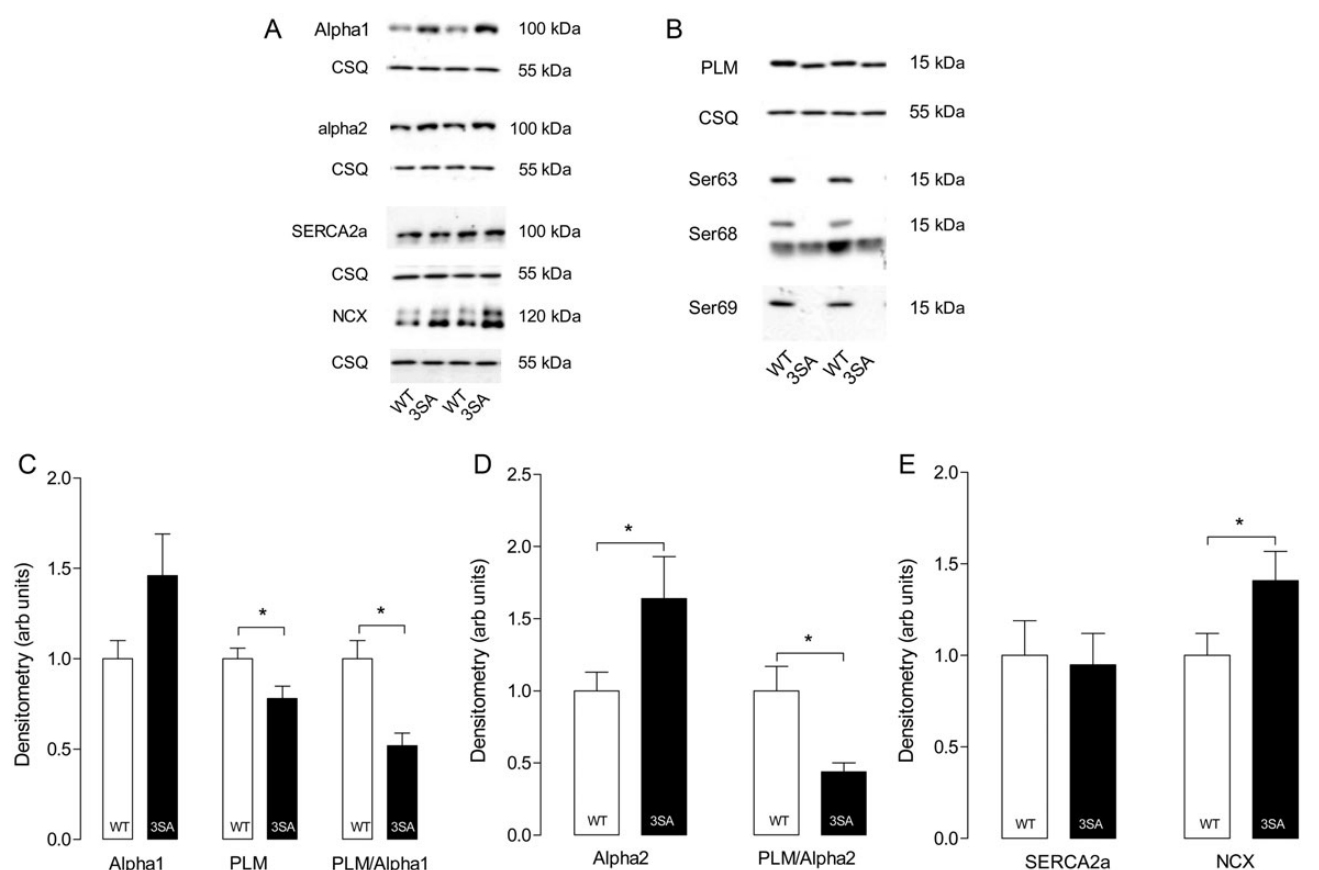 A
Alpha1 100 kDa
CSQ 55 kDa
alpha2 100 kDa
CSQ 55 kDa
SERCA2a 100 kDa
CSQ 55 kDa
NCX 120 kDa
CSQ 55 kDa
WT 3SA WT 3SA
B
PLM 15 kDa
CSQ 55 kDa
Ser63 15 kDa
Ser68 15 kDa
Ser69 15 kDa
WT 3SA WT 3SA
C
Densitometry (arb units)
2.0
1.5
1.0
0.5
0.0
* *
WT 3SA WT 3SA WT 3SA
Alpha1 PLM PLM/Alpha1
D
Densitometry (arb units)
2.5
2.0
1.5
1.0
0.5
0.0
* *
WT 3SA WT 3SA
Alpha2 PLM/Alpha2
E
Densitometry (arb units)
2.0
1.5
1.0
0.5
0.0
*
WT 3SA WT 3SA
SERCA2a NCX